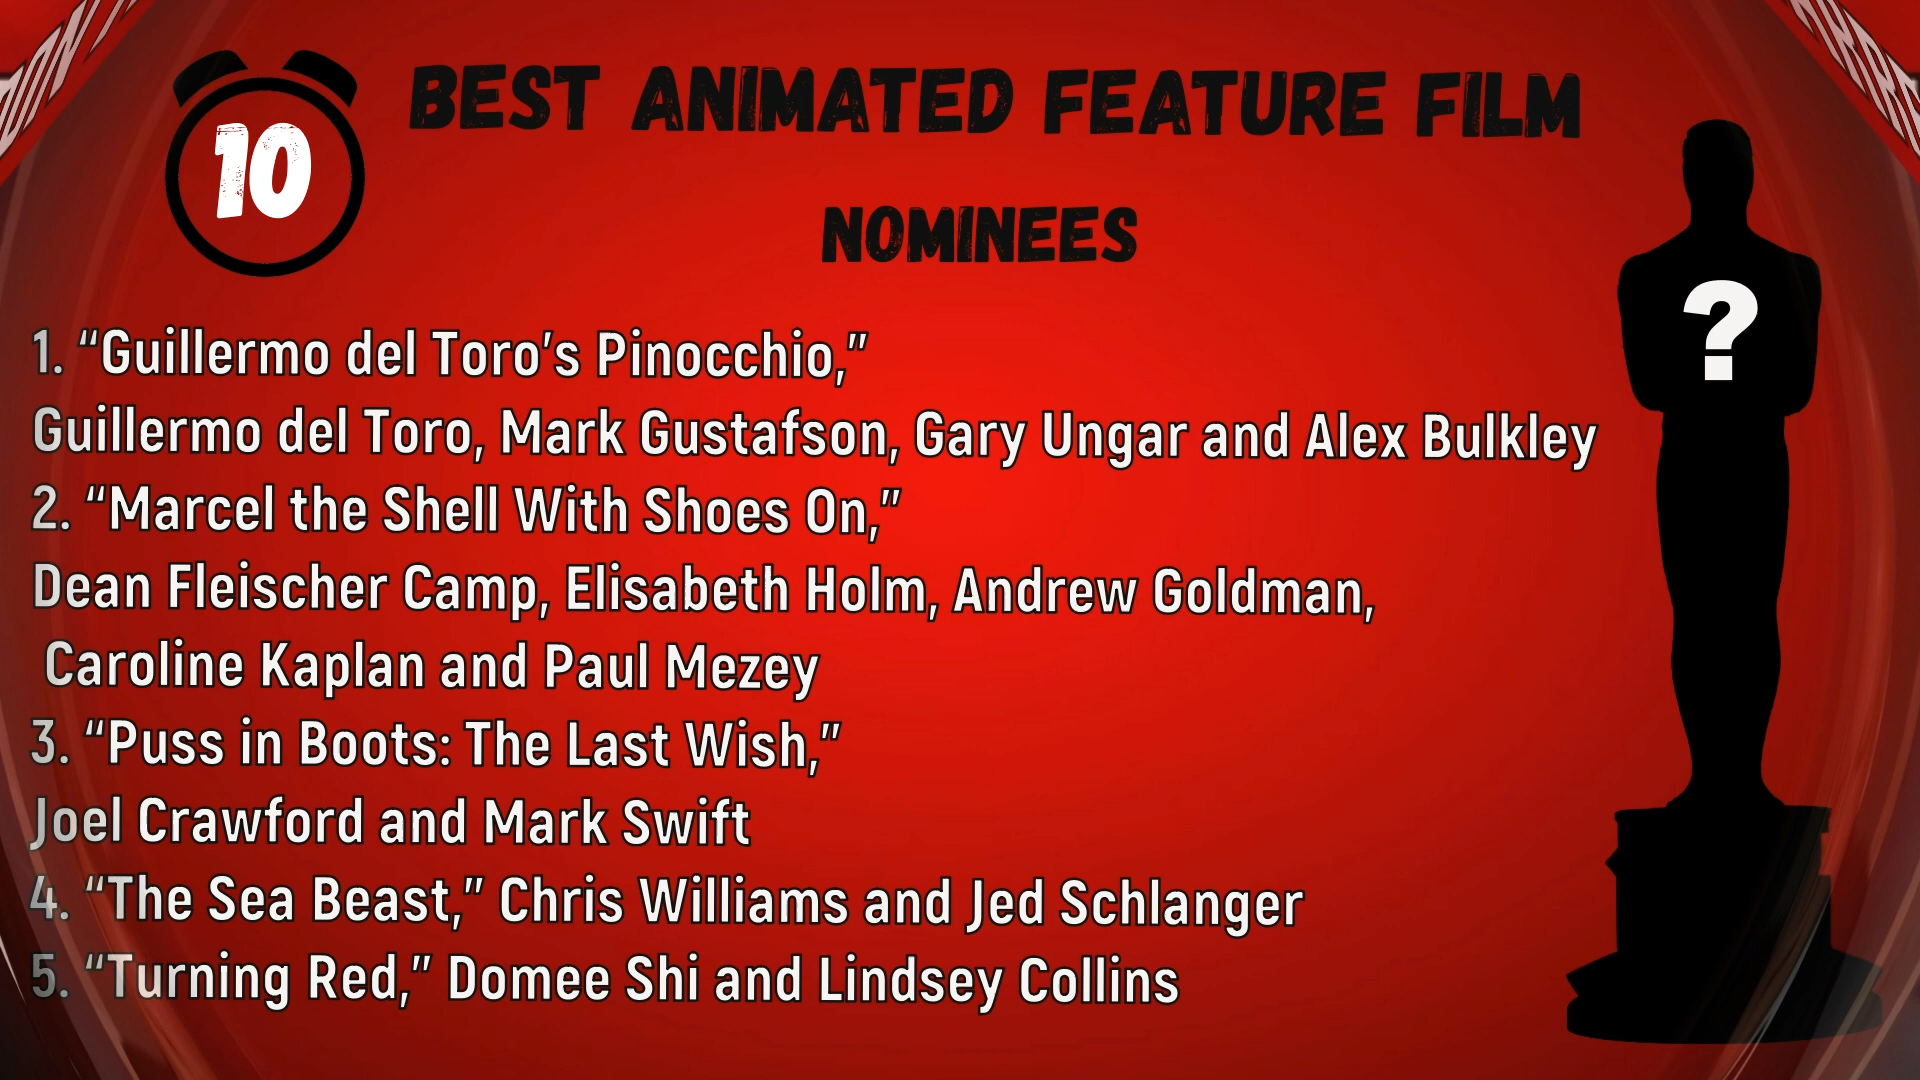 BEST ANIMATED FEATURE FILM
10
NOMINEES
?
1. “Guillermo del Toro’s Pinocchio,”
Guillermo del Toro, Mark Gustafson, Gary Ungar and Alex Bulkley
2. “Marcel the Shell With Shoes On,”
Dean Fleischer Camp, Elisabeth Holm, Andrew Goldman,
Caroline Kaplan and Paul Mezey
3. “Puss in Boots: The Last Wish,”
Joel Crawford and Mark Swift
4. “The Sea Beast,” Chris Williams and Jed Schlanger
5. “Turning Red,” Domee Shi and Lindsey Collins